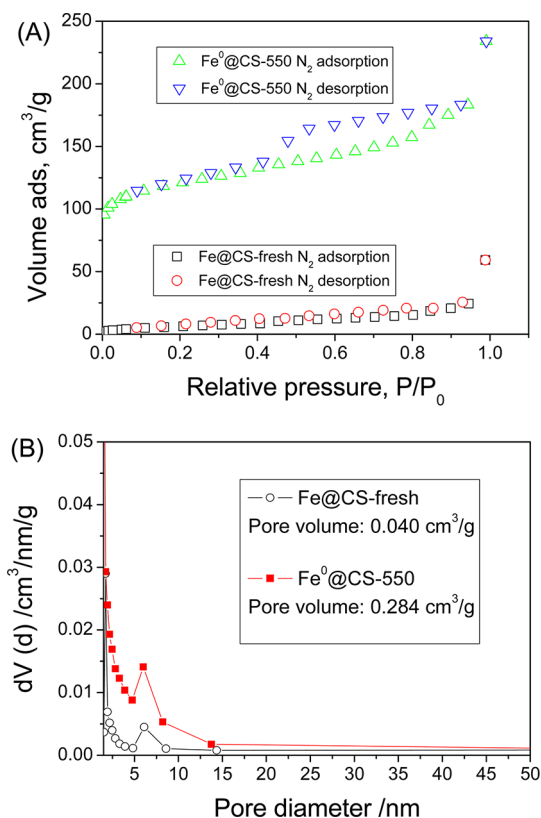 (A)
250
200
150
100
50
0
Volume ads, cm³/g
Fe⁰@CS-550 N₂ adsorption
Fe⁰@CS-550 N₂ desorption
Fe@CS-fresh N₂ adsorption
Fe@CS-fresh N₂ desorption
0.0 0.2 0.4 0.6 0.8 1.0
Relative pressure, P/P₀
(B)
0.05
0.04
0.03
0.02
0.01
0.00
dV (d) /cm³/nm/g
Fe@CS-fresh
Pore volume: 0.040 cm³/g
Fe⁰@CS-550
Pore volume: 0.284 cm³/g
5 10 15 20 25 30 35 40 45 50
Pore diameter /nm